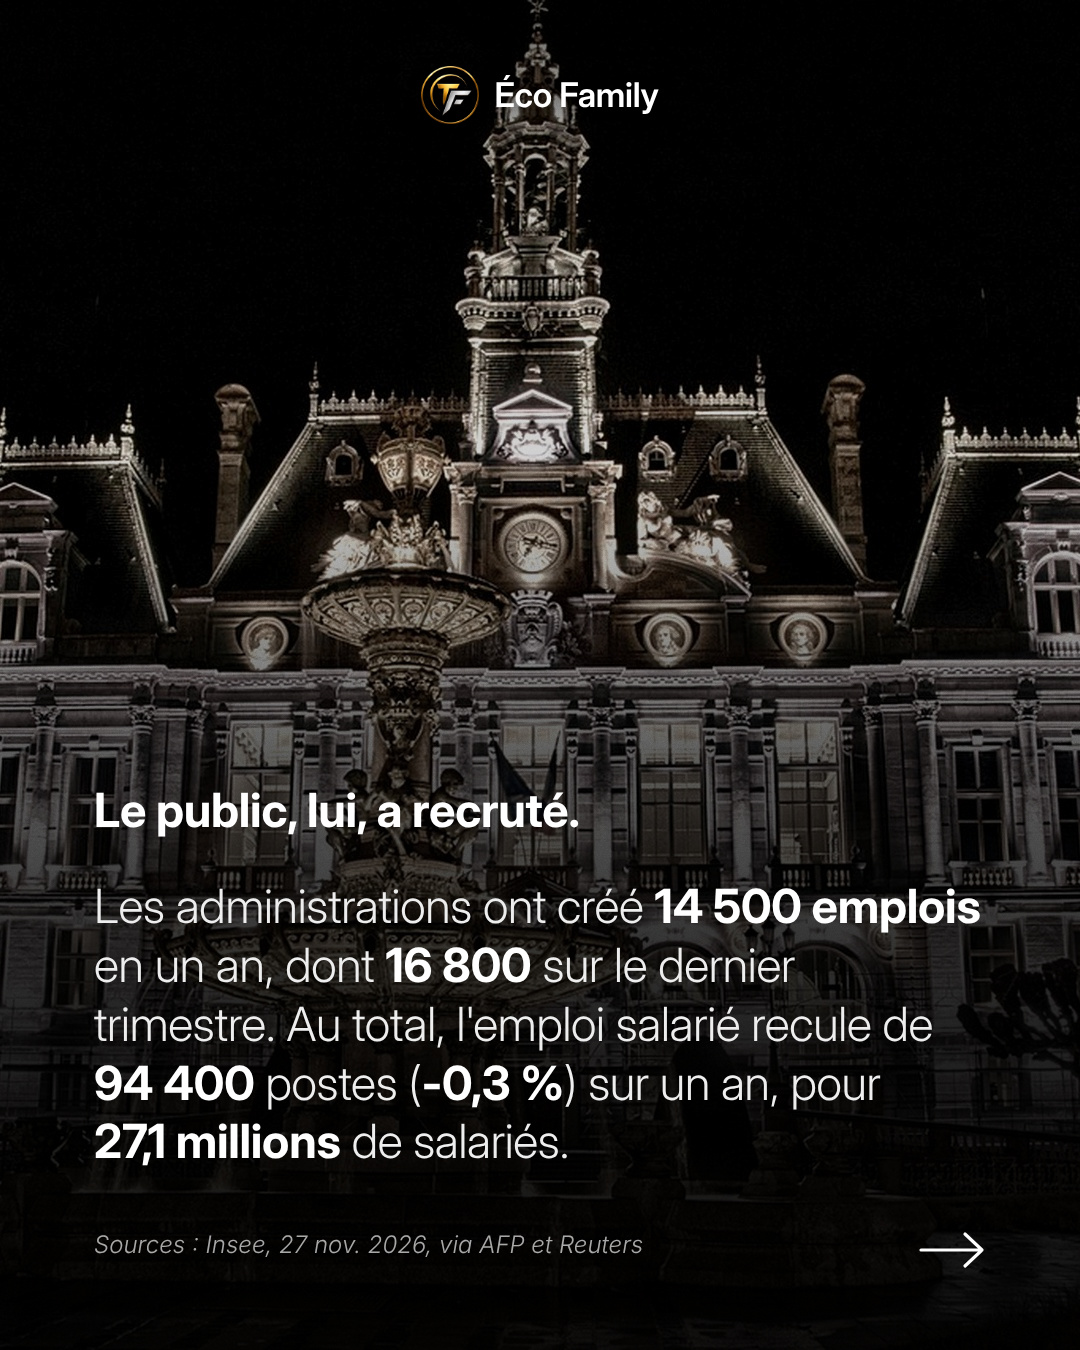 TF
Éco Family
Le public, lui, a recruté.
Les administrations ont créé 14 500 emplois
en un an, dont 16 800 sur le dernier
trimestre. Au total, l'emploi salarié recule de
94 400 postes (-0,3 %) sur un an, pour
27,1 millions de salariés.
Sources : Insee, 27 nov. 2026, via AFP et Reuters